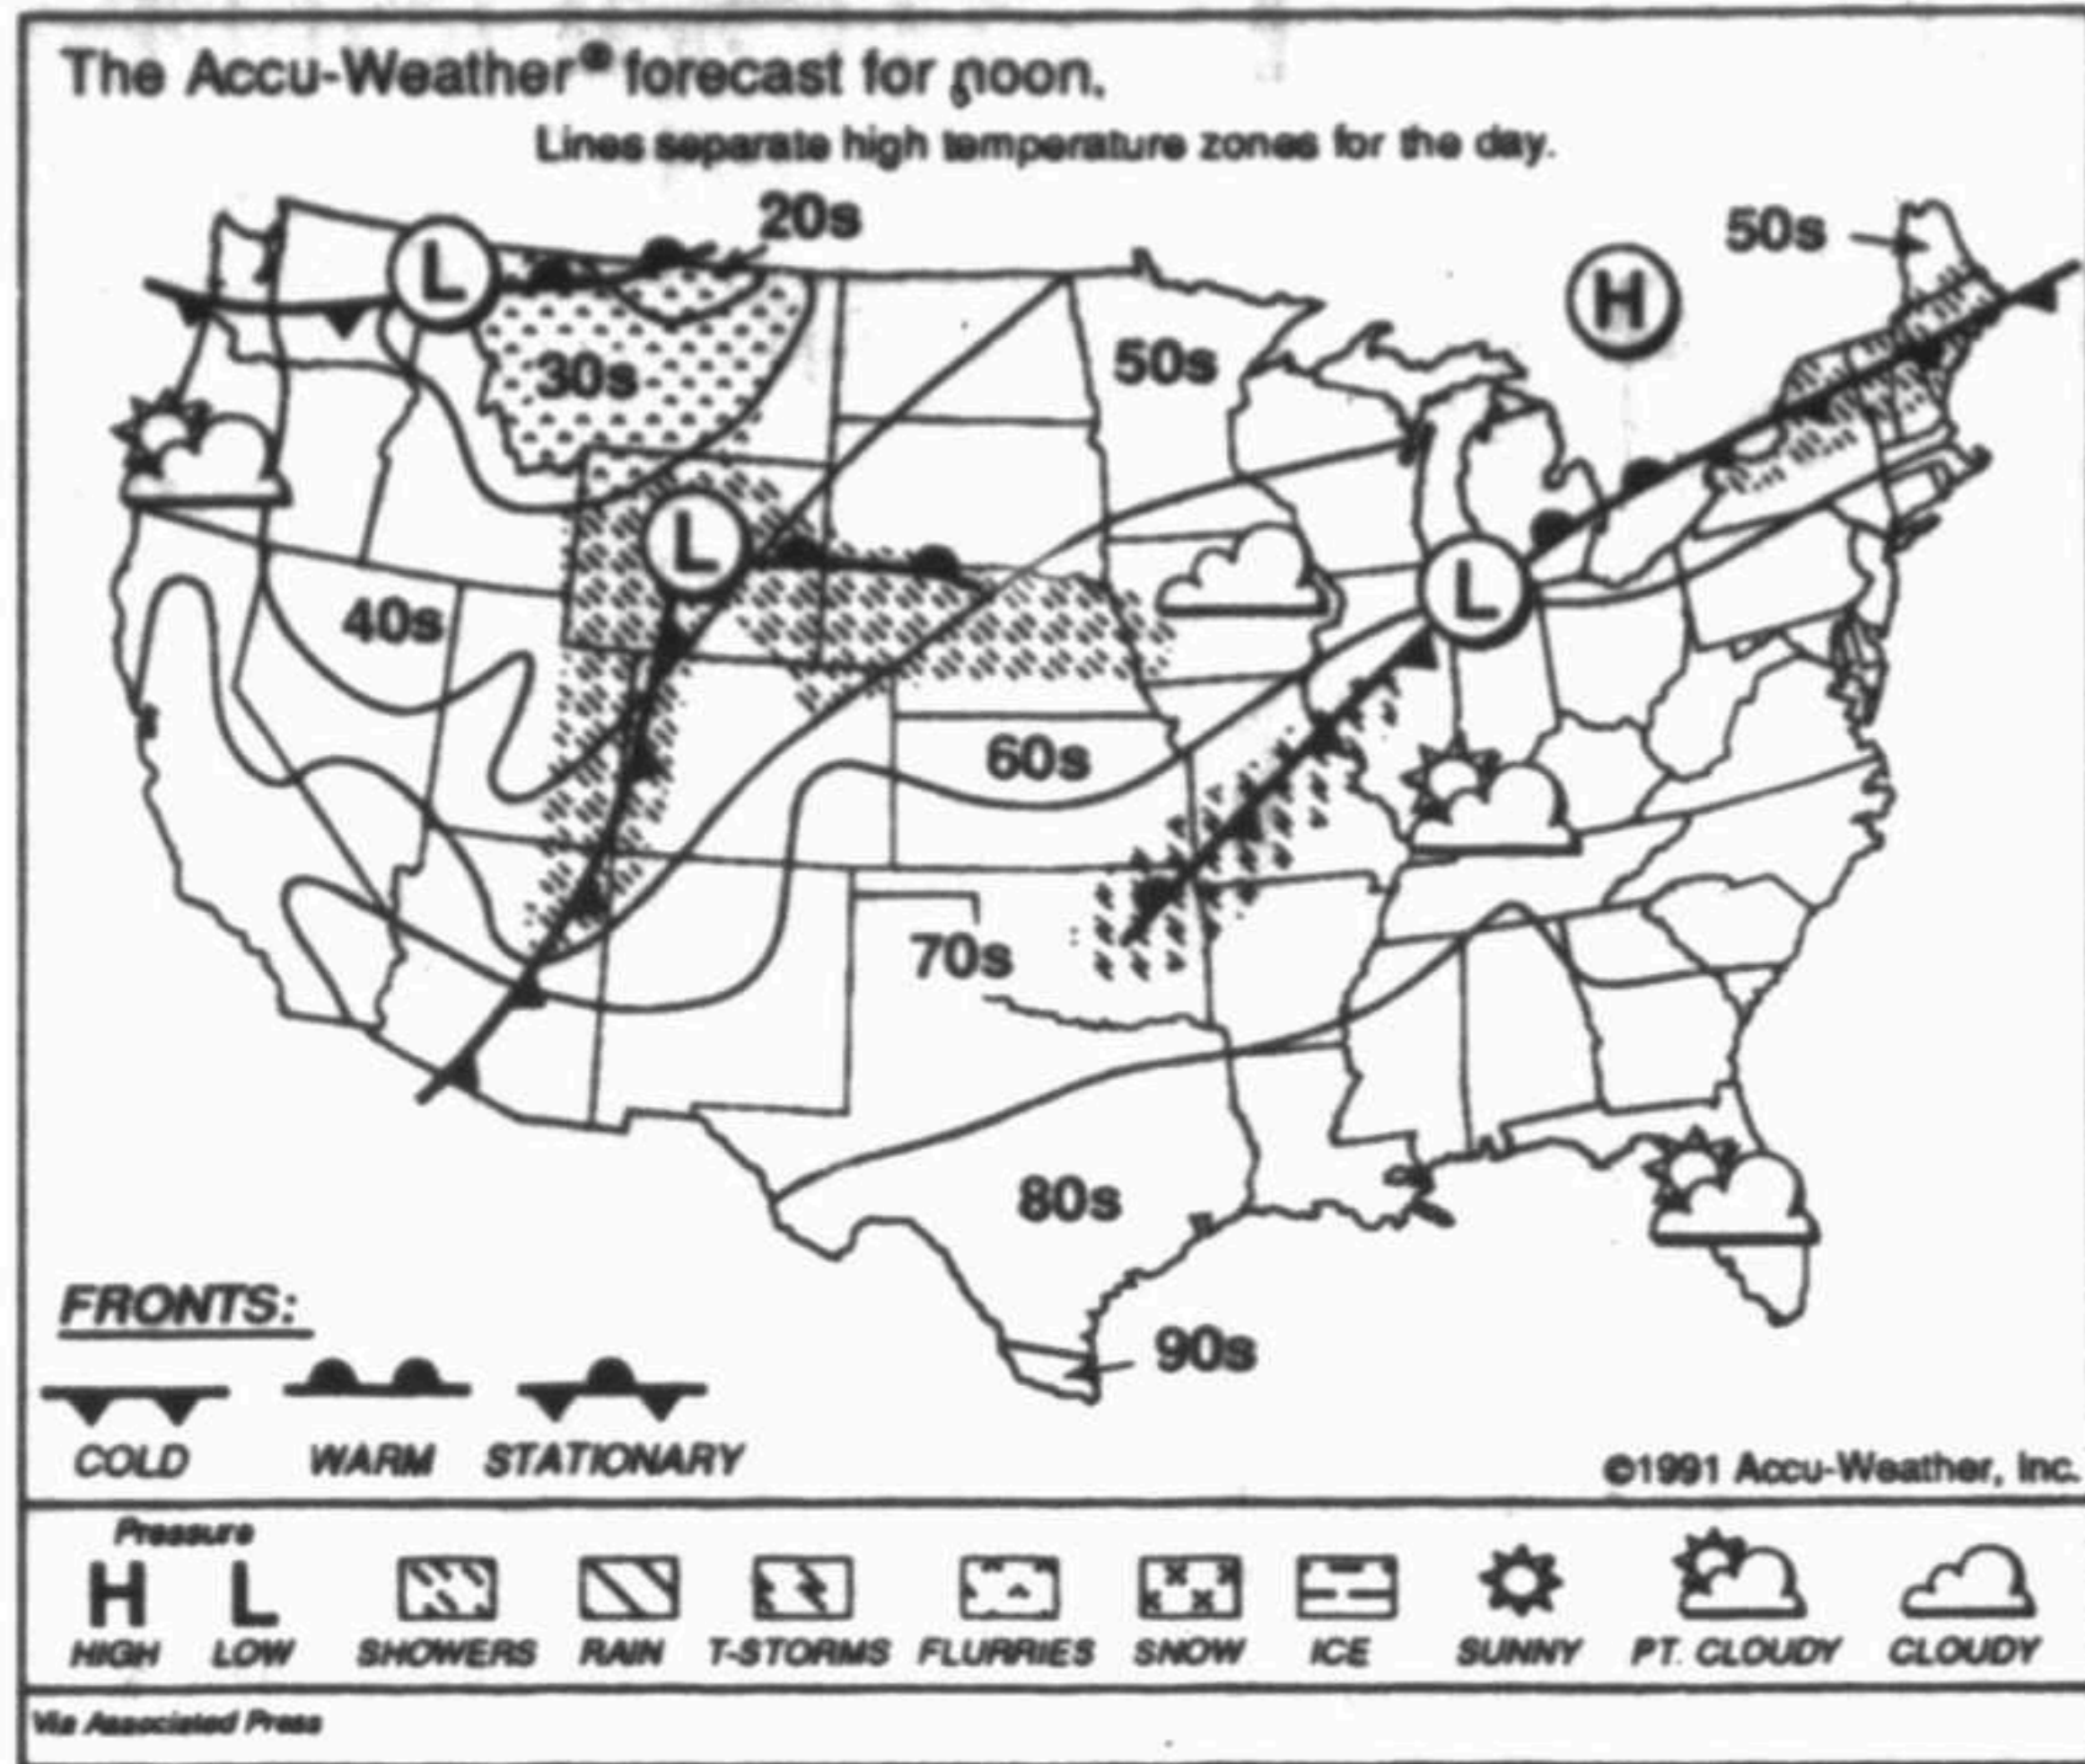 The Accu-Weather® forecast for noon.
Lines separate high temperature zones for the day.
20s
50s
L
H
30s
50s
L
L
40s
60s
70s
80s
90s
FRONTS:
COLD WARM STATIONARY
©1991 Accu-Weather, Inc.
Pressure
H L
HIGH LOW SHOWERS RAIN T-STORMS FLURRIES SNOW ICE SUNNY PT. CLOUDY CLOUDY
Via Associated Press